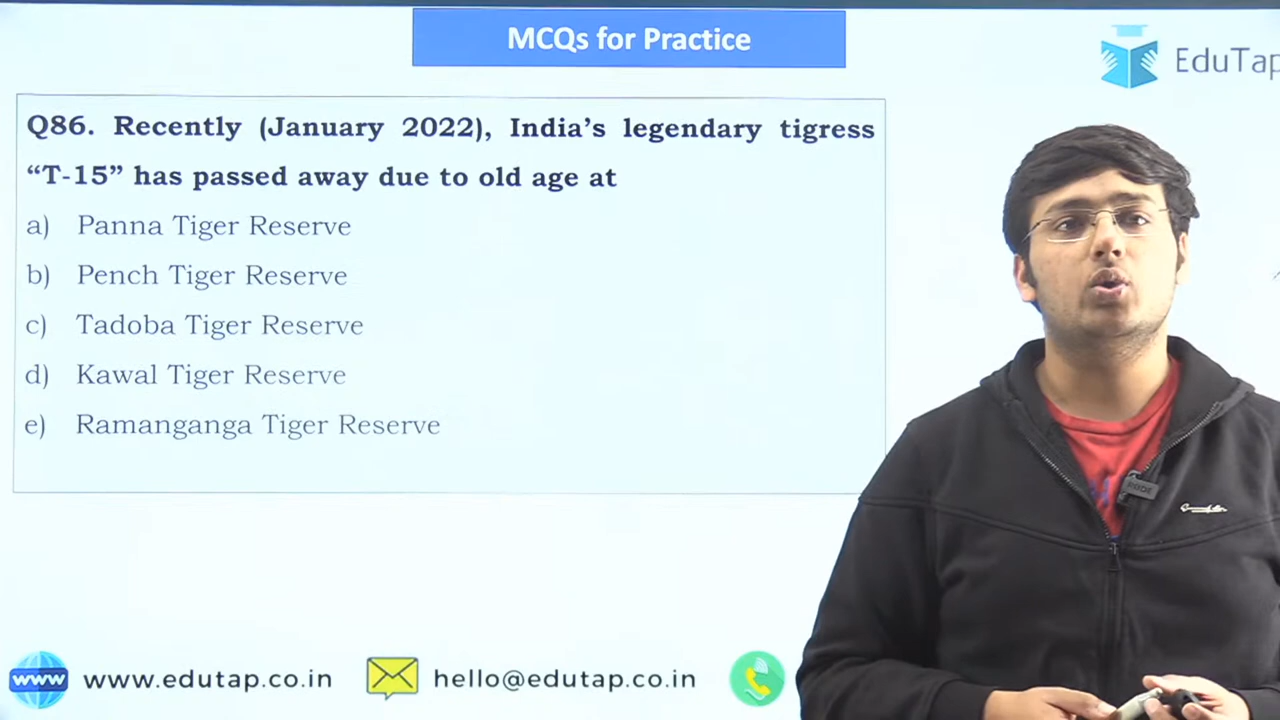 MCQs for Practice
EduTap
Q86. Recently (January 2022), India's legendary tigress
"T-15" has passed away due to old age at
a) Panna Tiger Reserve
b) Pench Tiger Reserve
c) Tadoba Tiger Reserve
d) Kawal Tiger Reserve
e) Ramanganga Tiger Reserve
www www.edutap.co.in hello@edutap.co.in